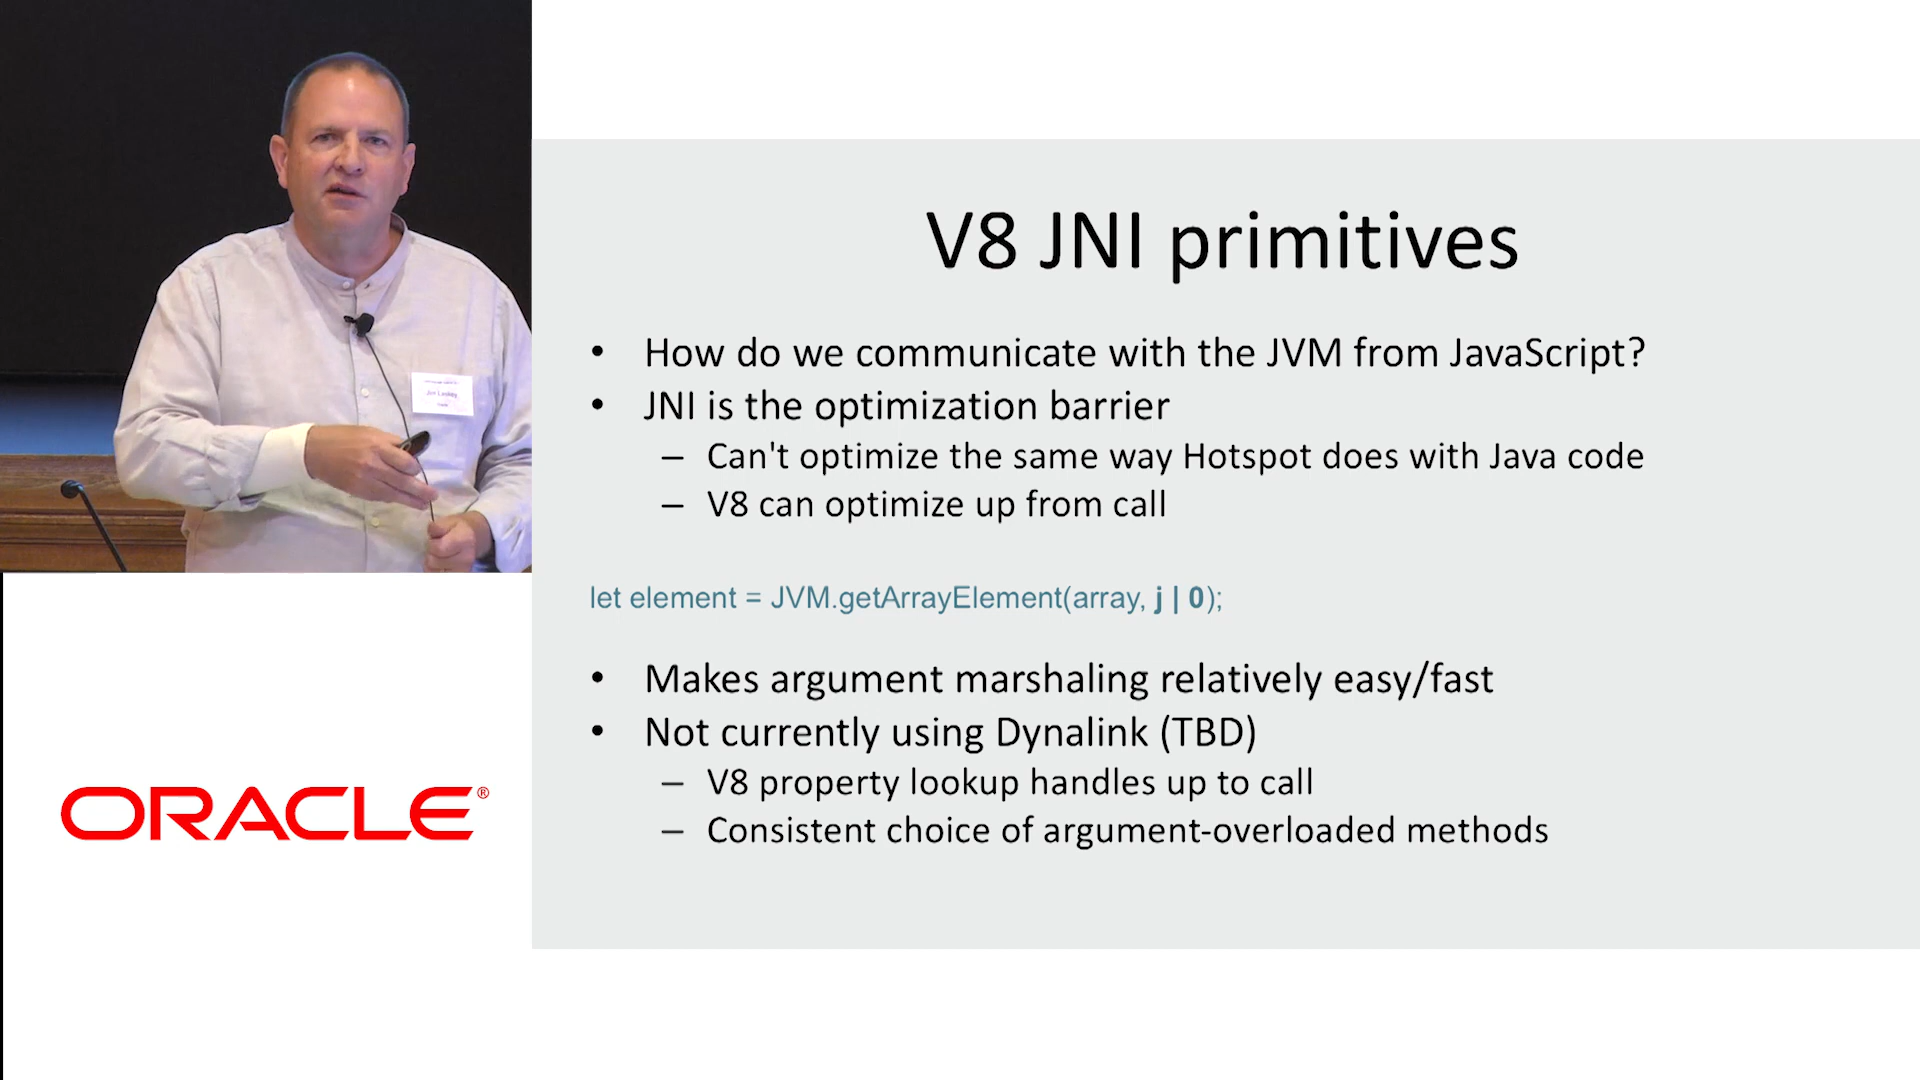 V8 JNI primitives
• How do we communicate with the JVM from JavaScript?
• JNI is the optimization barrier
– Can't optimize the same way Hotspot does with Java code
– V8 can optimize up from call
let element = JVM.getArrayElement(array, j | 0);
• Makes argument marshaling relatively easy/fast
• Not currently using Dynalink (TBD)
– V8 property lookup handles up to call
– Consistent choice of argument-overloaded methods
Jim Laskey
ORACLE®